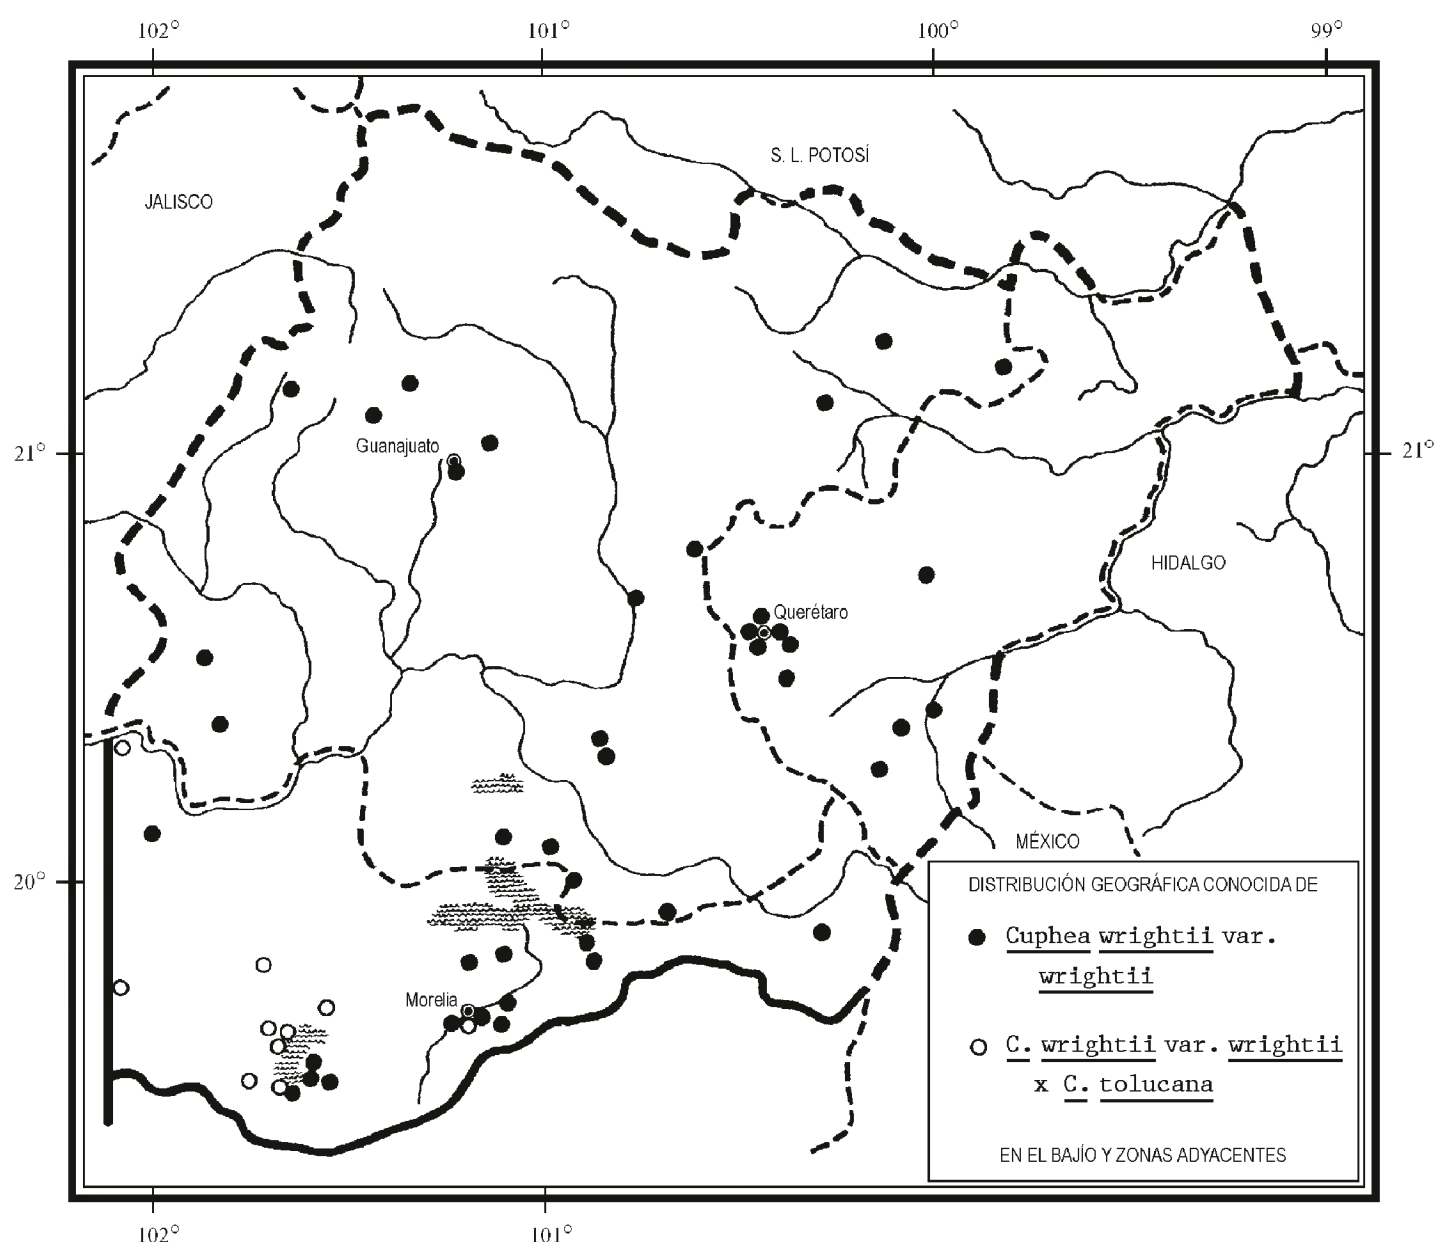 102° 101° 100° 99°
S. L. POTOSÍ
JALISCO
Guanajuato
21° 21°
HIDALGO
Querétaro
MÉXICO
20°
DISTRIBUCIÓN GEOGRÁFICA CONOCIDA DE
Cuphea wrightii var.
wrightii
Morelia
C. wrightii var. wrightii
x C. tolucana
EN EL BAJÍO Y ZONAS ADYACENTES
102° 101°